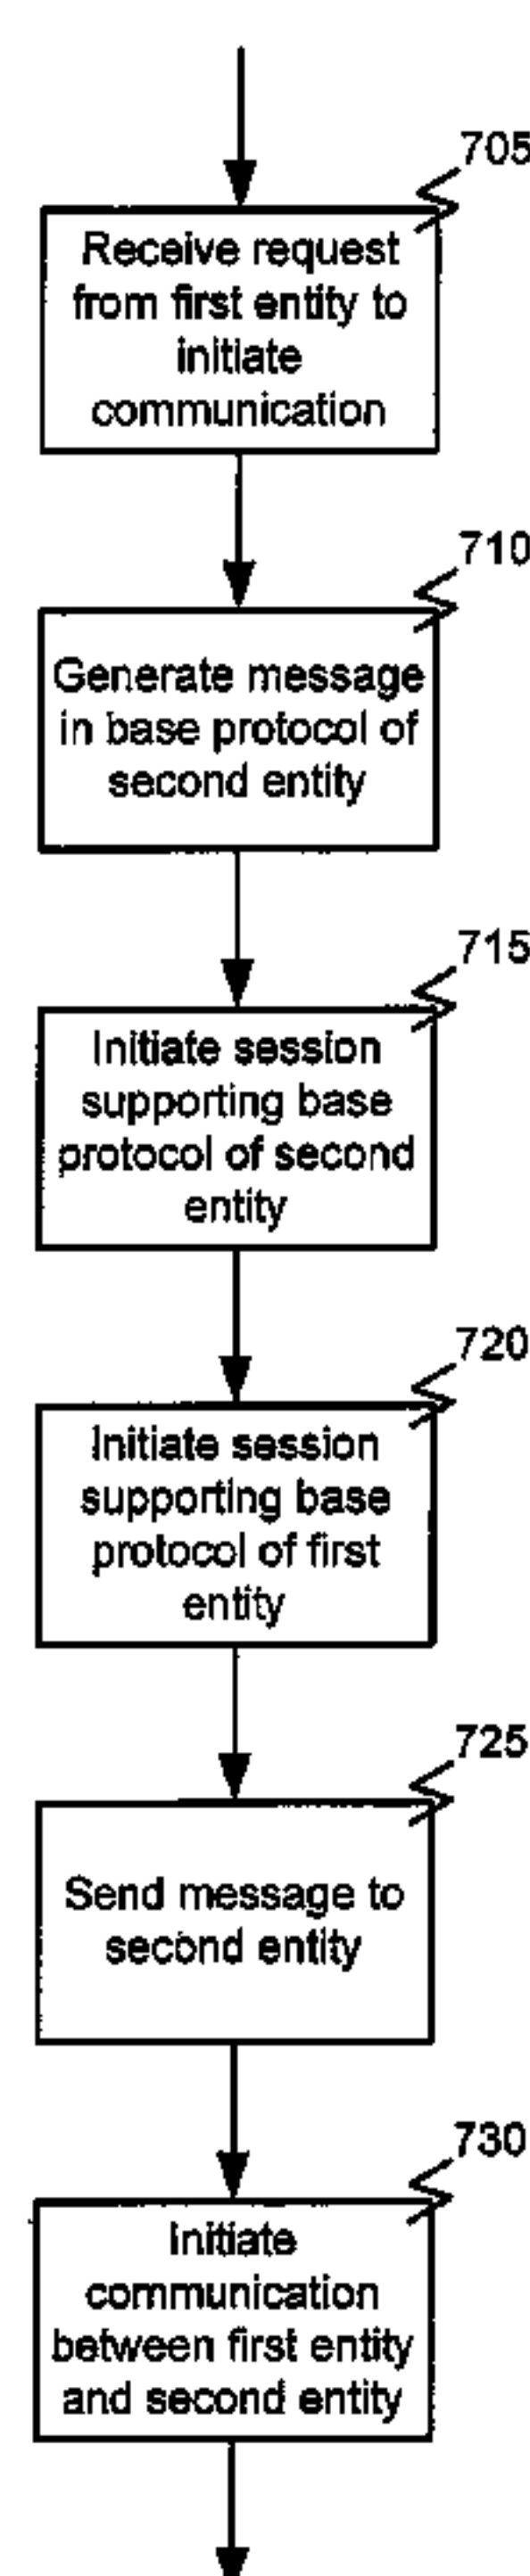 705
Receive request
from first entity to
initiate
communication
710
Generate message
in base protocol of
second entity
715
Initiate session
supporting base
protocol of second
entity
720
Initiate session
supporting base
protocol of first
entity
725
Send message to
second entity
730
Initiate
communication
between first entity
and second entity